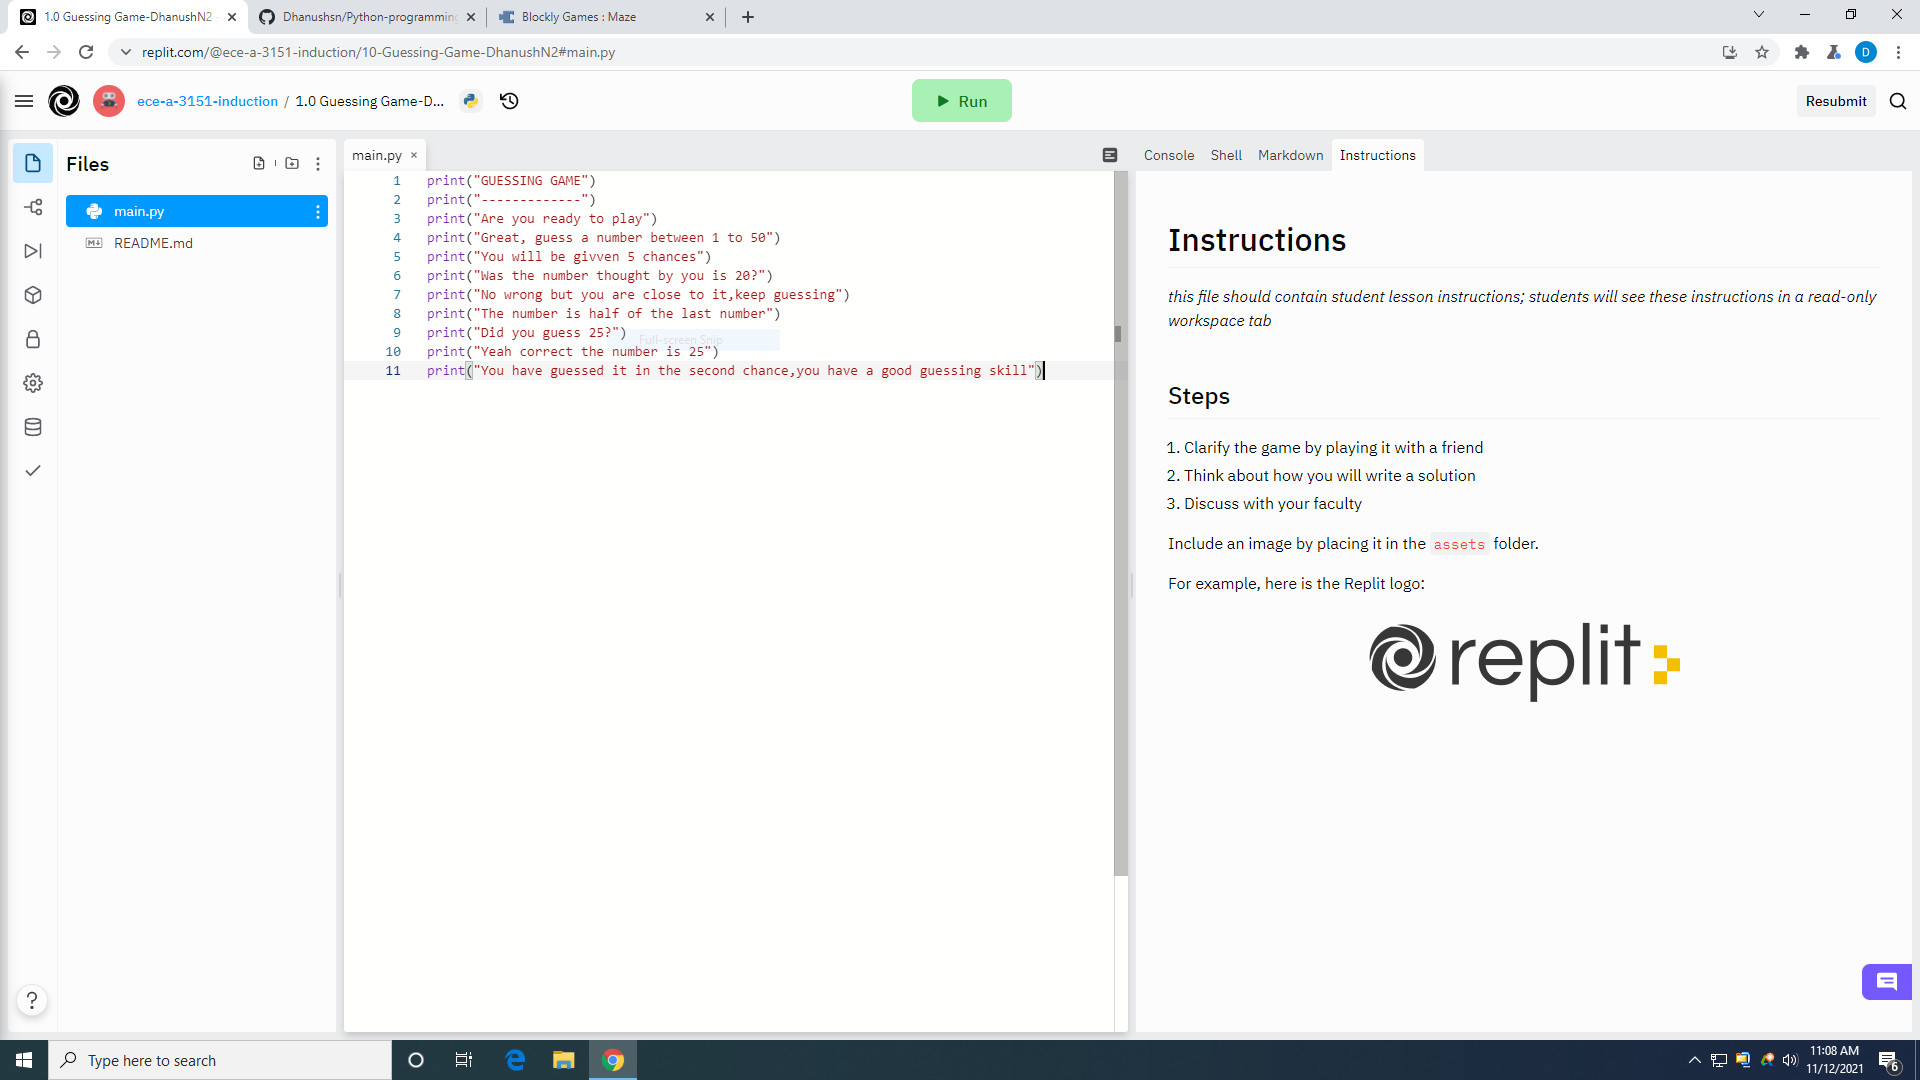 1.0 Guessing Game-DhanushN2
Dhanushsn/Python-programming
Blockly Games : Maze
replit.com/@ece-a-3151-induction/10-Guessing-Game-DhanushN2#main.py
D
ece-a-3151-induction / 1.0 Guessing Game-D...
Run
Resubmit
Files
main.py
README.md
main.py
Console Shell Markdown Instructions
1 print("GUESSING GAME")
2 print("-------------")
3 print("Are you ready to play")
4 print("Great, guess a number between 1 to 50")
5 print("You will be givven 5 chances")
6 print("Was the number thought by you is 20?")
7 print("No wrong but you are close to it,keep guessing")
8 print("The number is half of the last number")
9 print("Did you guess 25?")
Full-screen Snip
10 print("Yeah correct the number is 25")
11 print("You have guessed it in the second chance,you have a good guessing skill")
Instructions
this file should contain student lesson instructions; students will see these instructions in a read-only
workspace tab
Steps
1. Clarify the game by playing it with a friend
2. Think about how you will write a solution
3. Discuss with your faculty
Include an image by placing it in the assets folder.
For example, here is the Replit logo:
replit
?
Type here to search
11:08 AM
11/12/2021
6